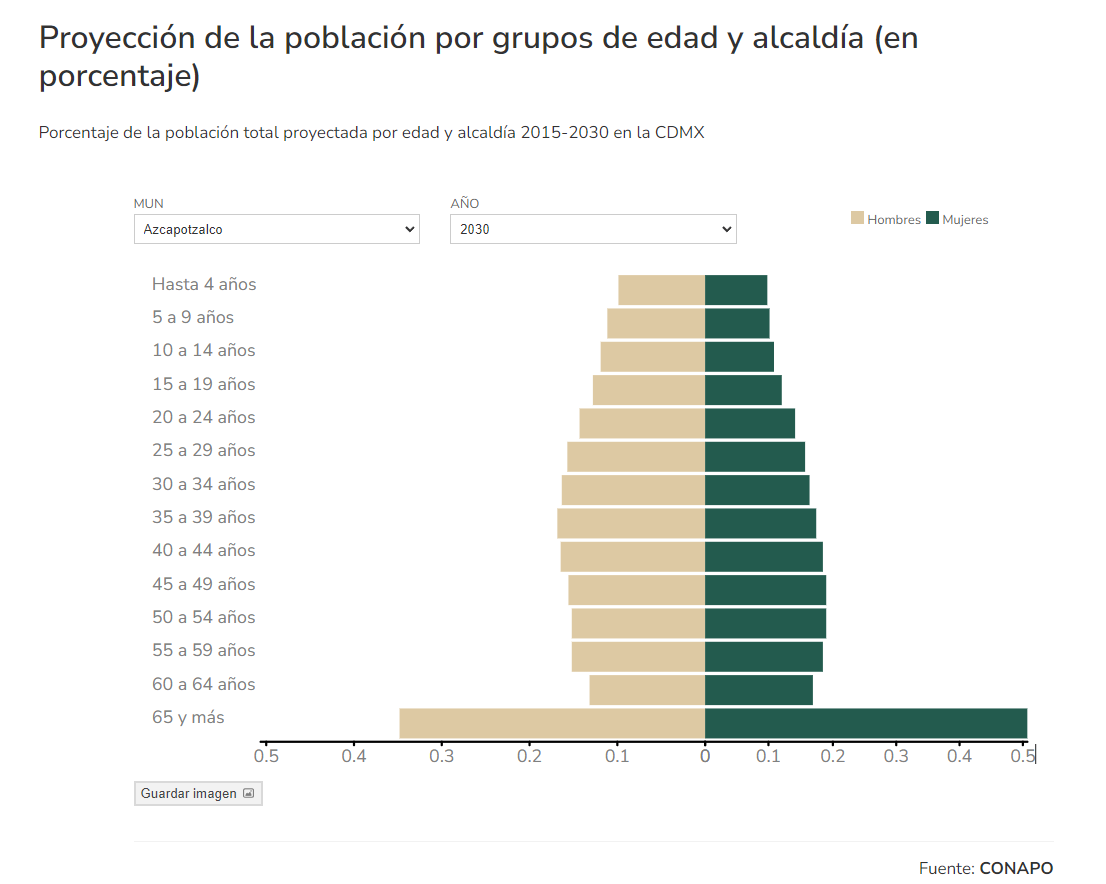 Proyección de la población por grupos de edad y alcaldía (en
porcentaje)
Porcentaje de la población total proyectada por edad y alcaldía 2015-2030 en la CDMX
MUN
AÑO
Azcapotzalco
2030
Hombres Mujeres
Hasta 4 años
5 a 9 años
10 a 14 años
15 a 19 años
20 a 24 años
25 a 29 años
30 a 34 años
35 a 39 años
40 a 44 años
45 a 49 años
50 a 54 años
55 a 59 años
60 a 64 años
65 y más
0.5 0.4 0.3 0.2 0.1 0 0.1 0.2 0.3 0.4 0.5
Guardar imagen
Fuente: CONAPO